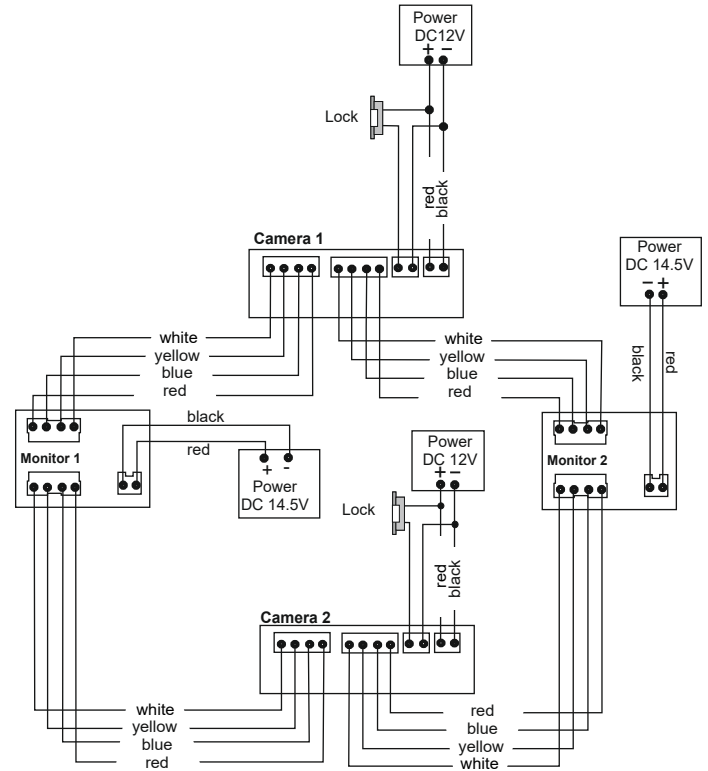 Power
DC12V
+ −
Lock
red
black
Camera 1
Power
DC 14.5V
− +
black
red
white
yellow
blue
red
white
yellow
blue
red
black
red
Monitor 1
+ -
Power
DC 14.5V
Power
DC 12V
+ −
Lock
red
black
Monitor 2
Camera 2
white
yellow
blue
red
red
blue
yellow
white